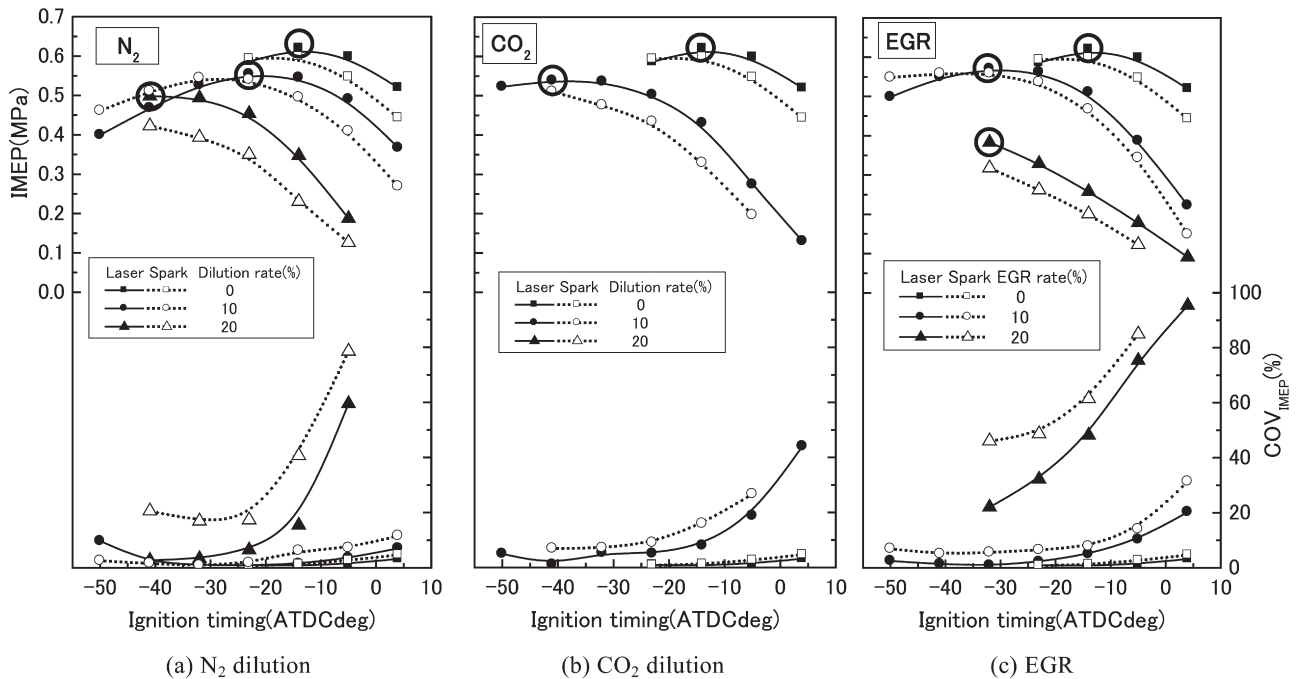 0.7
0.6
0.5
0.4
0.3
0.2
0.1
0.0
IMEP(MPa)
N2
Laser Spark Dilution rate(%)
0
10
20
−50 −40 −30 −20 −10 0 10
Ignition timing(ATDCdeg)
(a) N2 dilution
CO2
Laser Spark Dilution rate(%)
0
10
20
−50 −40 −30 −20 −10 0 10
Ignition timing(ATDCdeg)
(b) CO2 dilution
EGR
Laser Spark EGR rate(%)
0
10
20
100
80
60
40
20
0
COVIMEP(%)
−50 −40 −30 −20 −10 0 10
Ignition timing(ATDCdeg)
(c) EGR